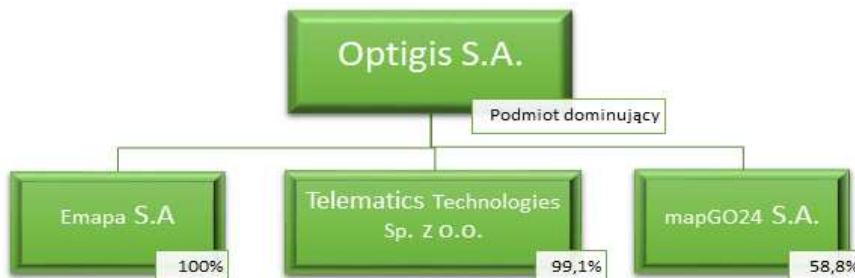 Optigis S.A.
Podmiot dominujący
Emapa S.A
100%
Telematics Technologies
Sp. z o.o.
99,1%
mapGO24 S.A.
58,8%